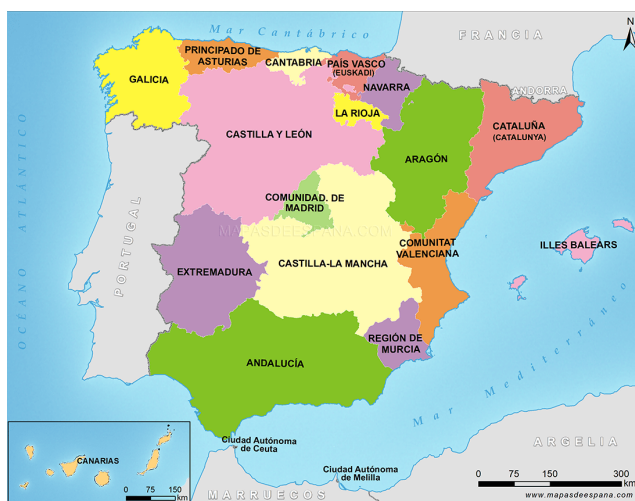 Mar Cantábrico
N
FRANCIA
PRINCIPADO DE
ASTURIAS
CANTABRIA
PAÍS VASCO
(EUSKADI)
GALICIA
NAVARRA
ANDORRA
LA RIOJA
CATALUÑA
(CATALUNYA)
CASTILLA Y LEÓN
ARAGÓN
OCÉANO ATLÁNTICO
COMUNIDAD. DE
MADRID
MAPASDEESPANA.COM
PORTUGAL
COMUNITAT
VALENCIANA
ILLES BALEARS
CASTILLA-LA MANCHA
EXTREMADURA
REGIÓN DE
MURCIA
ANDALUCÍA
Mar Mediterráneo
Ciudad Autónoma
de Ceuta
ARGELIA
CANARIAS
Ciudad Autónoma
de Melilla
0 75 150
km
0 150 300
km
MARRUECOS
www.mapasdeespana.com